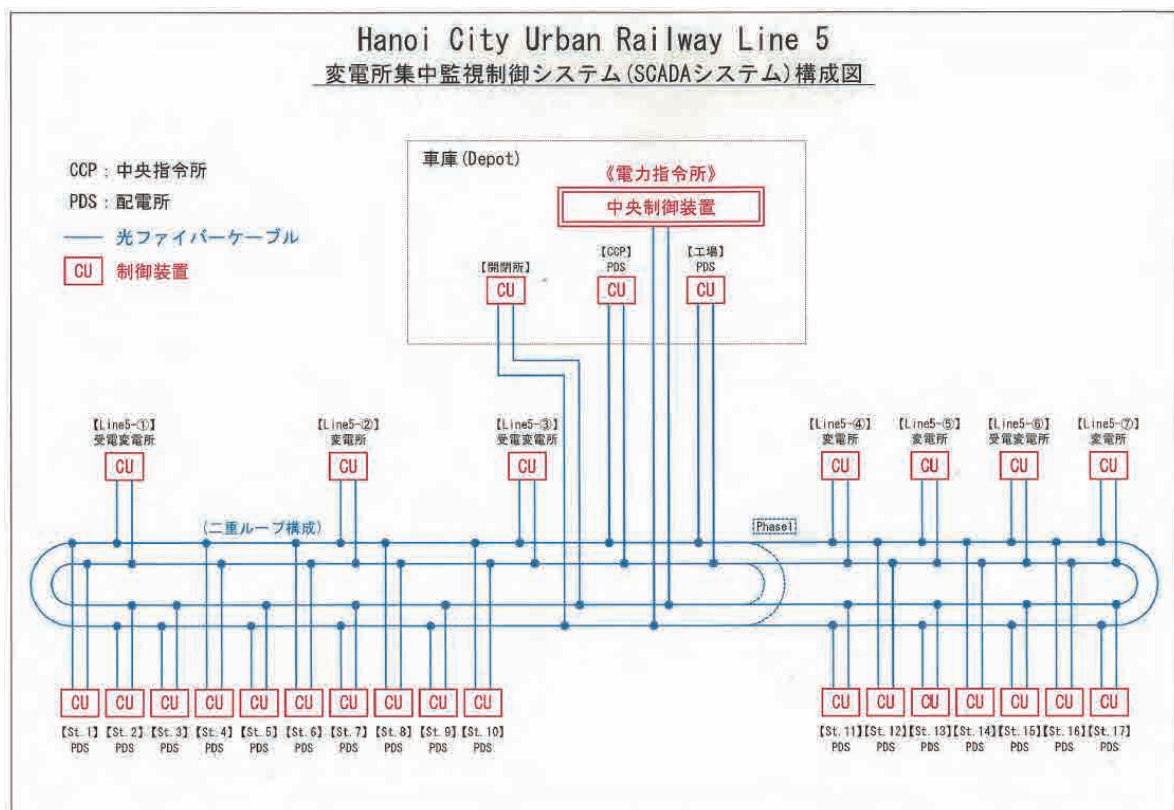 Hanoi City Urban Railway Line 5
変電所集中監視制御システム(SCADAシステム)構成図
CCP : 中央指令所
PDS : 配電所
光ファイバーケーブル
CU 制御装置
車庫(Depot)
《電力指令所》
中央制御装置
【開閉所】
CU
【CCP】
PDS
CU
【工場】
PDS
CU
【Line5-①】
受電変電所
CU
【Line5-②】
変電所
CU
【Line5-③】
受電変電所
CU
【Line5-④】
変電所
CU
【Line5-⑤】
変電所
CU
【Line5-⑥】
受電変電所
CU
【Line5-⑦】
変電所
CU
(二重ループ構成)
Phase1
CU CU CU CU CU CU CU CU CU CU CU CU CU CU CU CU CU
【St. 1】 【St. 2】 【St. 3】 【St. 4】 【St. 5】 【St. 6】 【St. 7】 【St. 8】 【St. 9】 【St. 10】 【St. 11】 【St. 12】 【St. 13】 【St. 14】 【St. 15】 【St. 16】 【St. 17】
PDS PDS PDS PDS PDS PDS PDS PDS PDS PDS PDS PDS PDS PDS PDS PDS PDS